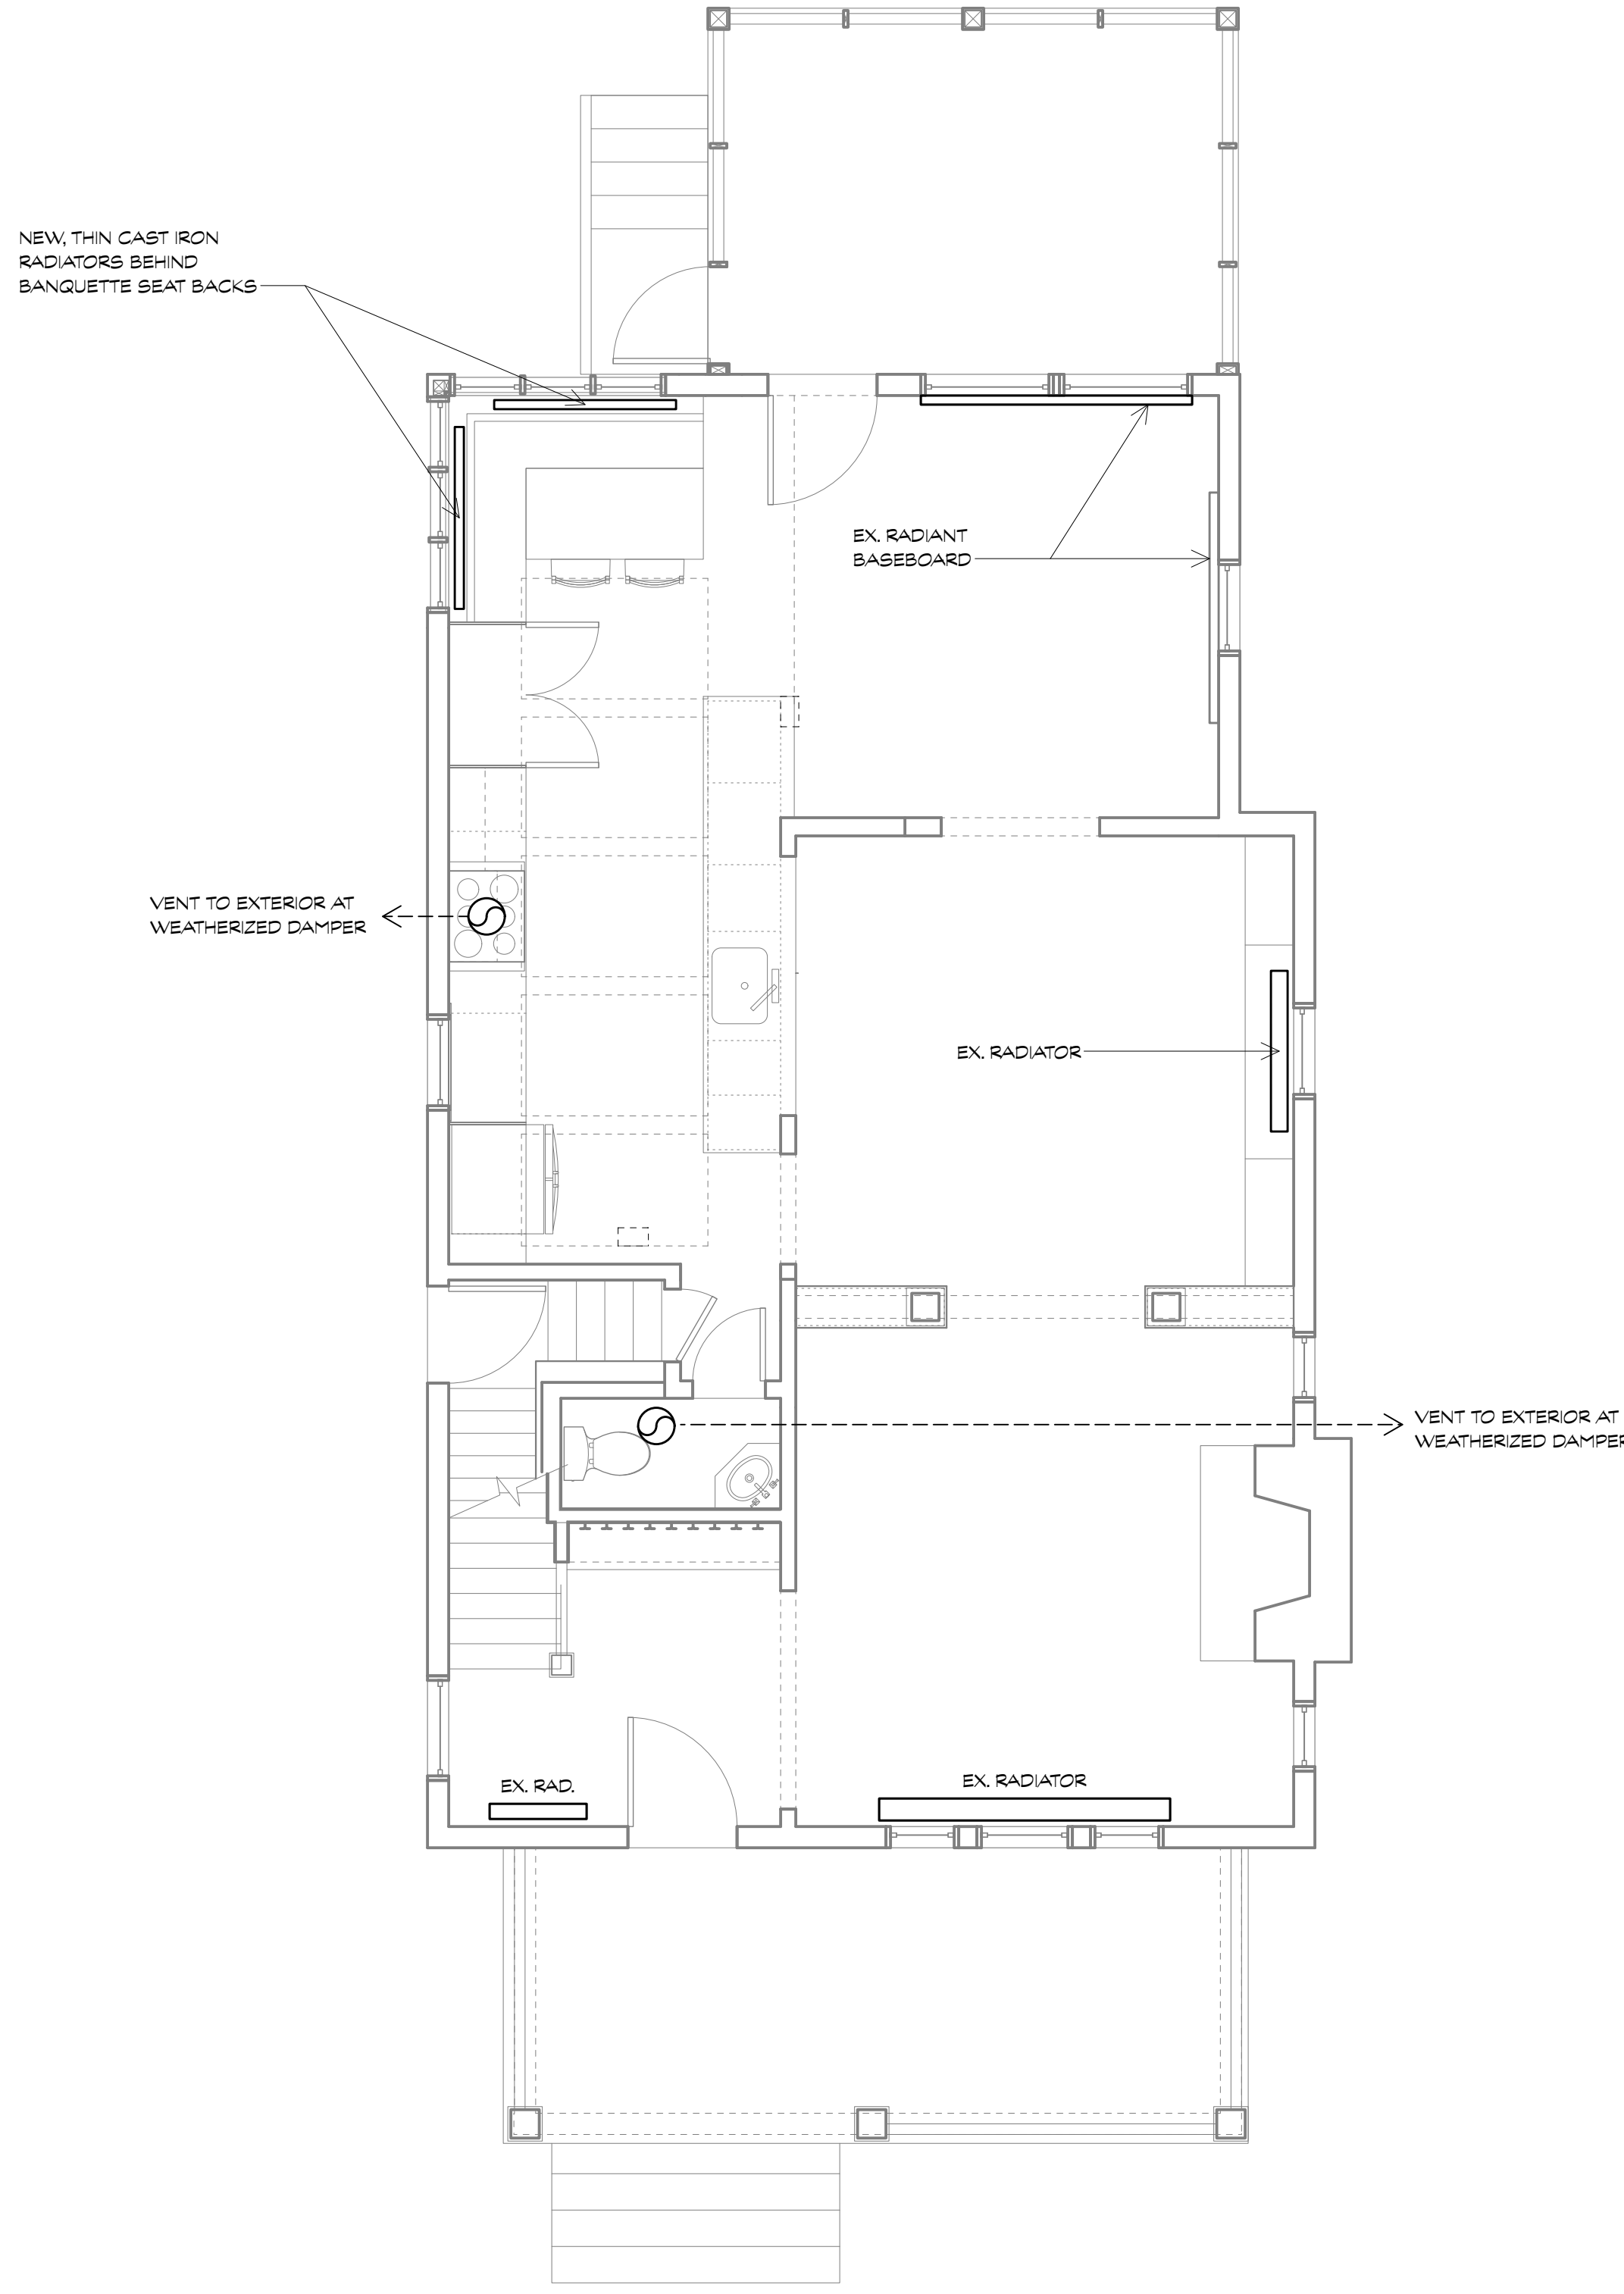 NEW, THIN CAST IRON
RADIATORS BEHIND
BANQUETTE SEAT BACKS
EX. RADIANT
BASEBOARD
VENT TO EXTERIOR AT
WEATHERIZED DAMPER
EX. RADIATOR
VENT TO EXTERIOR AT
WEATHERIZED DAMPER
EX. RAD.
EX. RADIATOR